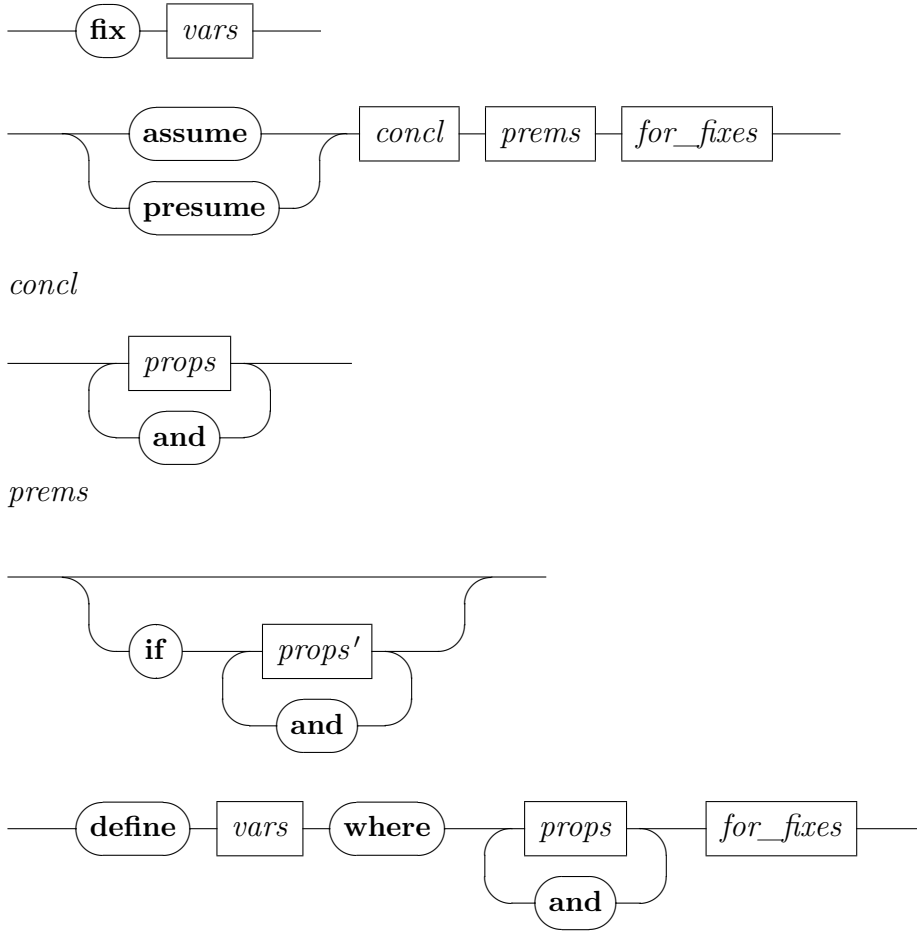 fix vars
assume concl prems for_fixes
presume
concl
props
and
prems
if props′
and
define vars where props for_fixes
and